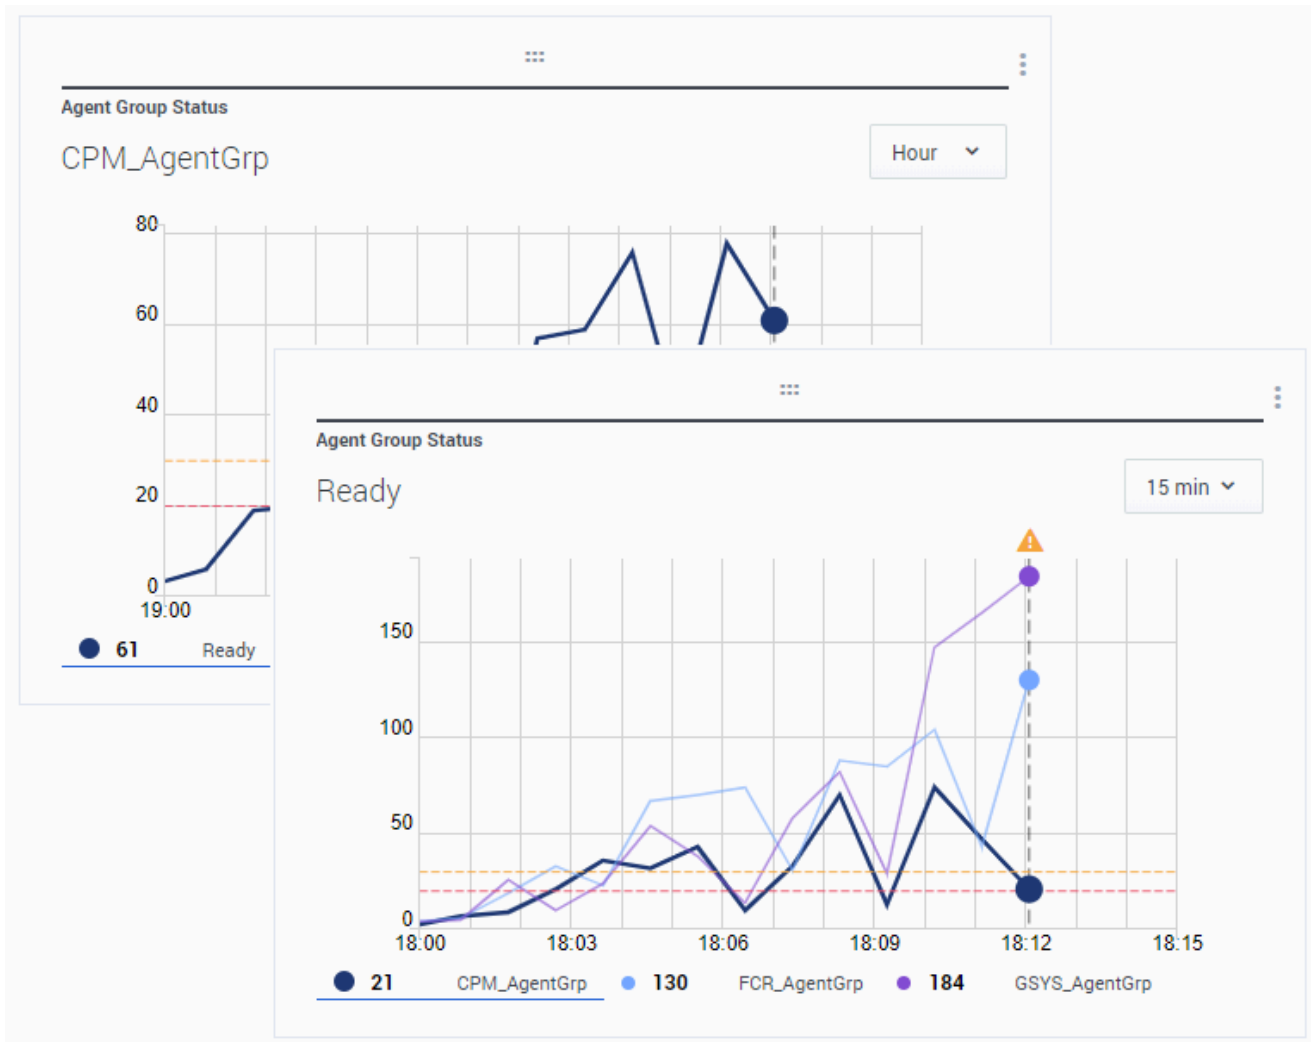 Agent Group Status
CPM_AgentGrp
Hour
80
60
40
20
0
19:00
61 Ready
Agent Group Status
Ready
15 min
150
100
50
0
18:00 18:03 18:06 18:09 18:12 18:15
21 CPM_AgentGrp 130 FCR_AgentGrp 184 GSYS_AgentGrp